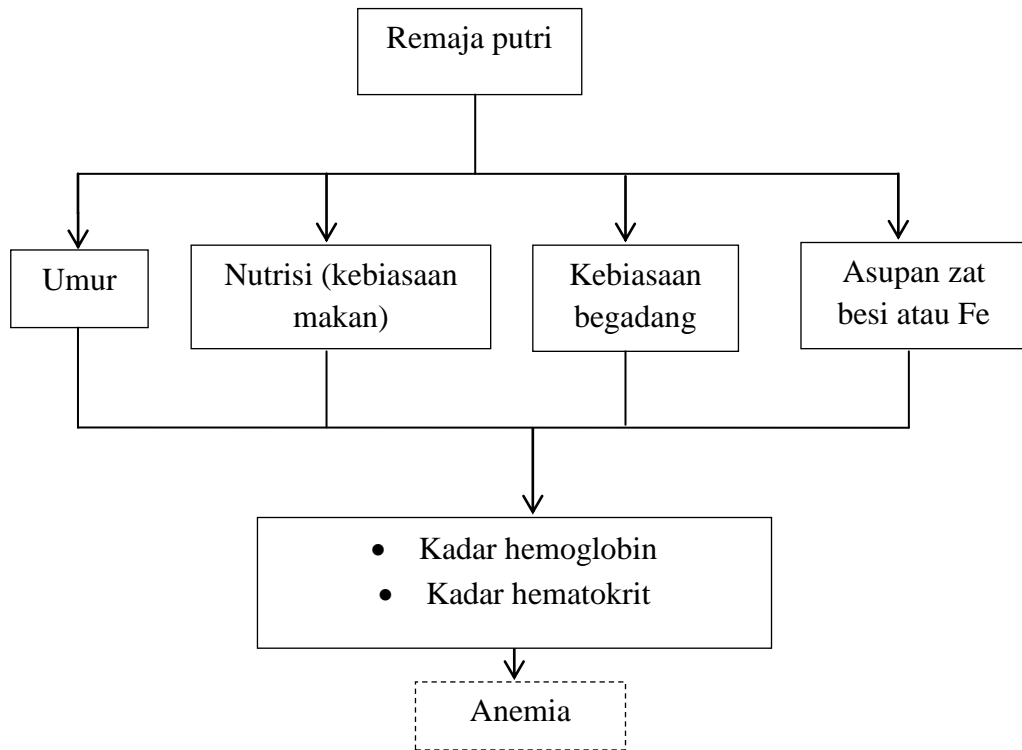 Remaja putri
Umur
Nutrisi (kebiasaan
makan)
Kebiasaan
begadang
Asupan zat
besi atau Fe
• Kadar hemoglobin
• Kadar hematokrit
Anemia